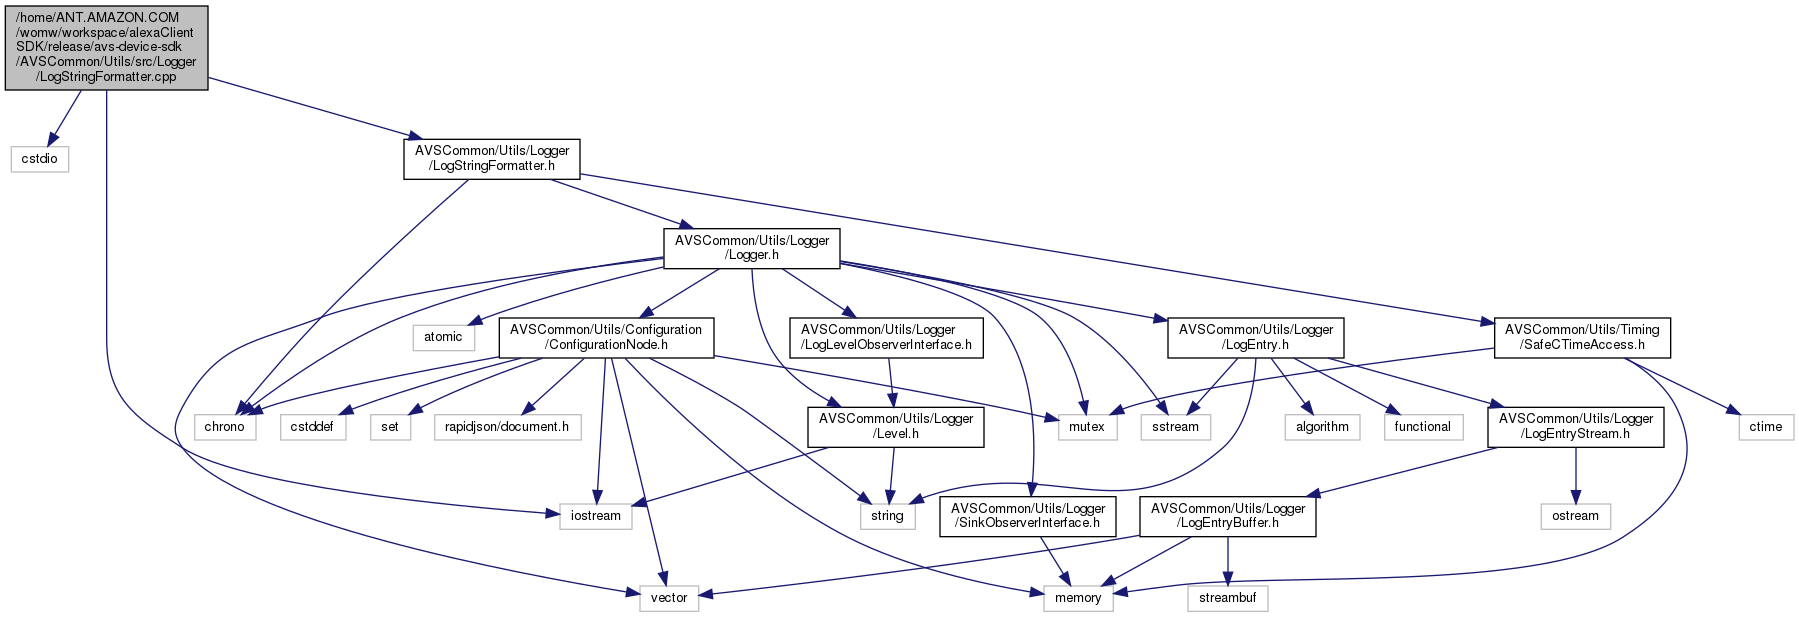 /home/ANT.AMAZON.COM
/womw/workspace/alexaClient
SDK/release/avs-device-sdk
/AVSCommon/Utils/src/Logger
/LogStringFormatter.cpp
cstdio
AVSCommon/Utils/Logger
/LogStringFormatter.h
AVSCommon/Utils/Logger
/Logger.h
atomic
AVSCommon/Utils/Configuration
/ConfigurationNode.h
AVSCommon/Utils/Logger
/LogLevelObserverInterface.h
AVSCommon/Utils/Logger
/LogEntry.h
AVSCommon/Utils/Timing
/SafeCTimeAccess.h
chrono
cstddef
set
rapidjson/document.h
AVSCommon/Utils/Logger
/Level.h
mutex
sstream
algorithm
functional
AVSCommon/Utils/Logger
/LogEntryStream.h
ctime
iostream
string
AVSCommon/Utils/Logger
/SinkObserverInterface.h
AVSCommon/Utils/Logger
/LogEntryBuffer.h
ostream
vector
memory
streambuf